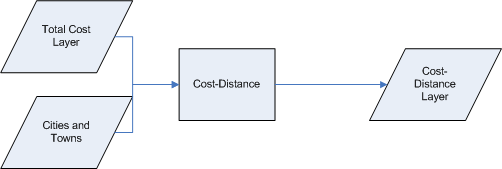 Total Cost
Layer
Cities and
Towns
Cost-Distance
Cost-
Distance
Layer